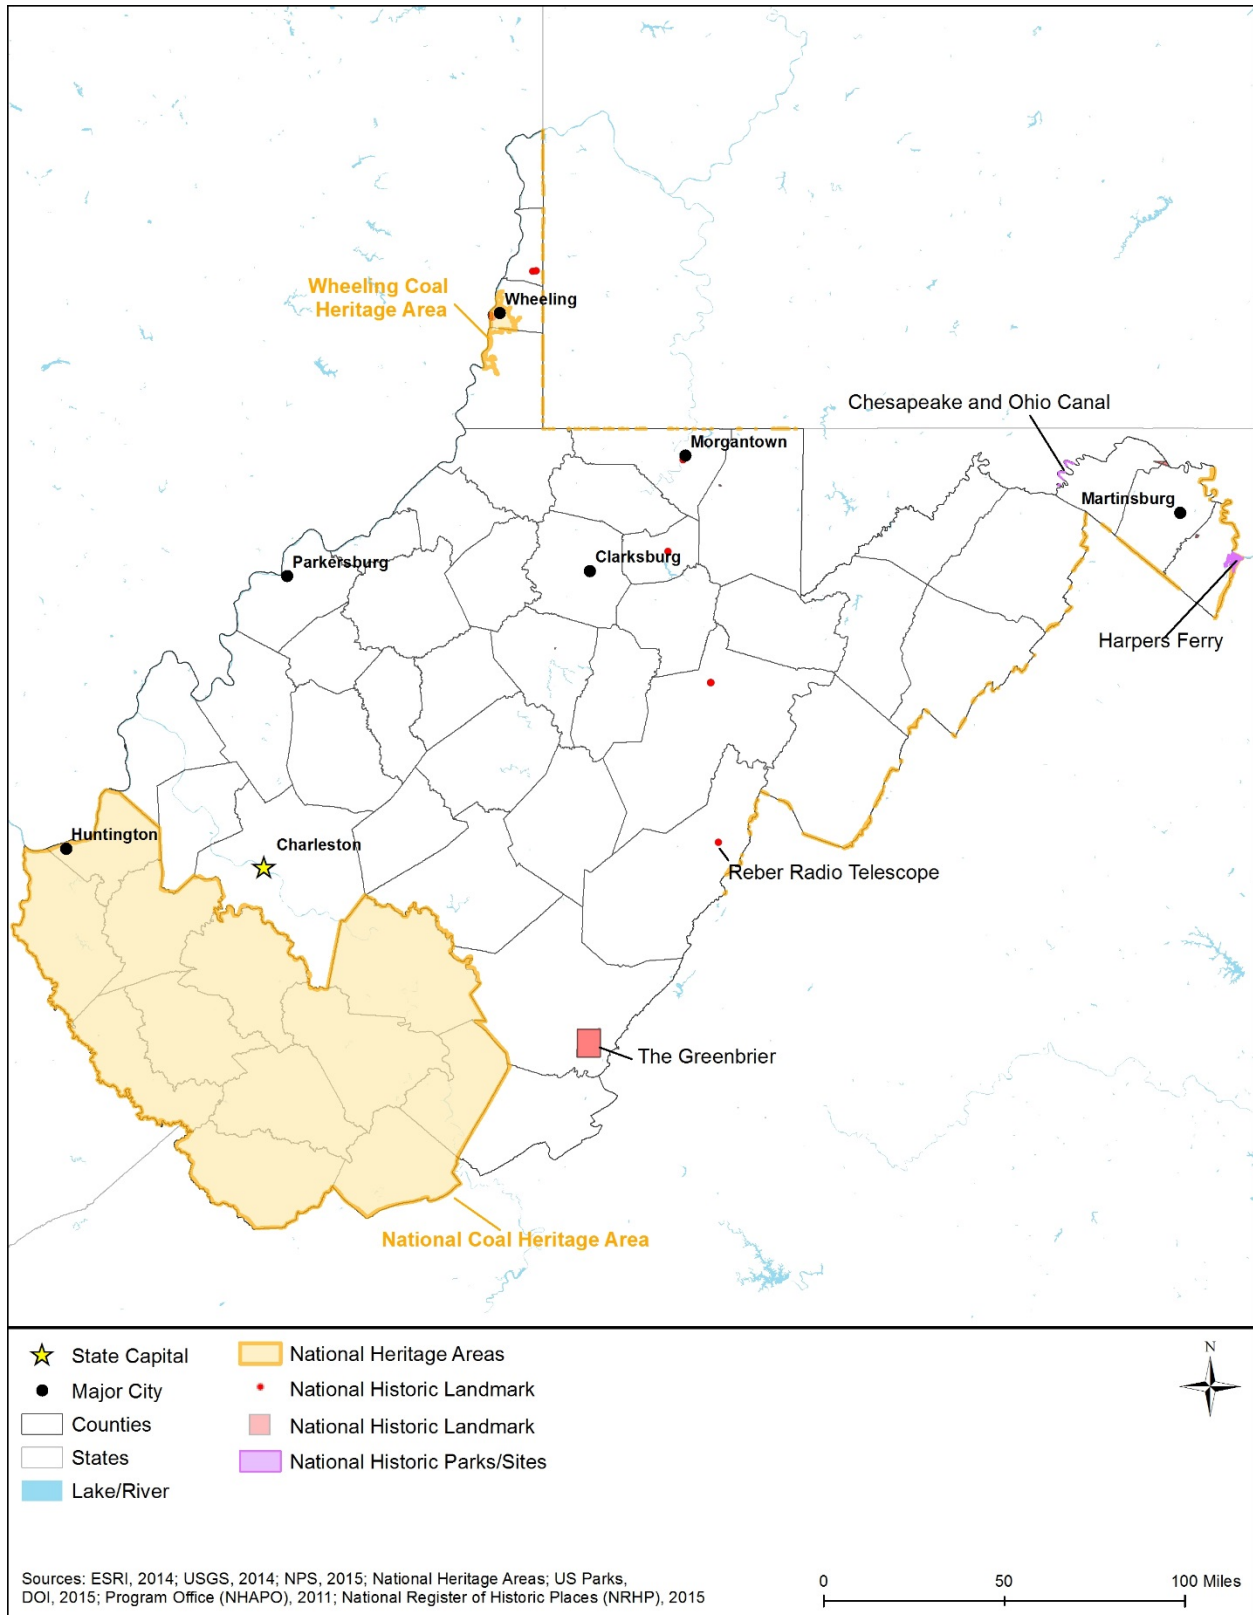 Wheeling Coal
Heritage Area
Wheeling
Chesapeake and Ohio Canal
Morgantown
Martinsburg
Parkersburg
Clarksburg
Harpers Ferry
Huntington
Charleston
Reber Radio Telescope
The Greenbrier
National Coal Heritage Area
State Capital
Major City
Counties
States
Lake/River
National Heritage Areas
National Historic Landmark
National Historic Landmark
National Historic Parks/Sites
N
Sources: ESRI, 2014; USGS, 2014; NPS, 2015; National Heritage Areas; US Parks,
DOI, 2015; Program Office (NHAPO), 2011; National Register of Historic Places (NRHP), 2015
0 50 100 Miles